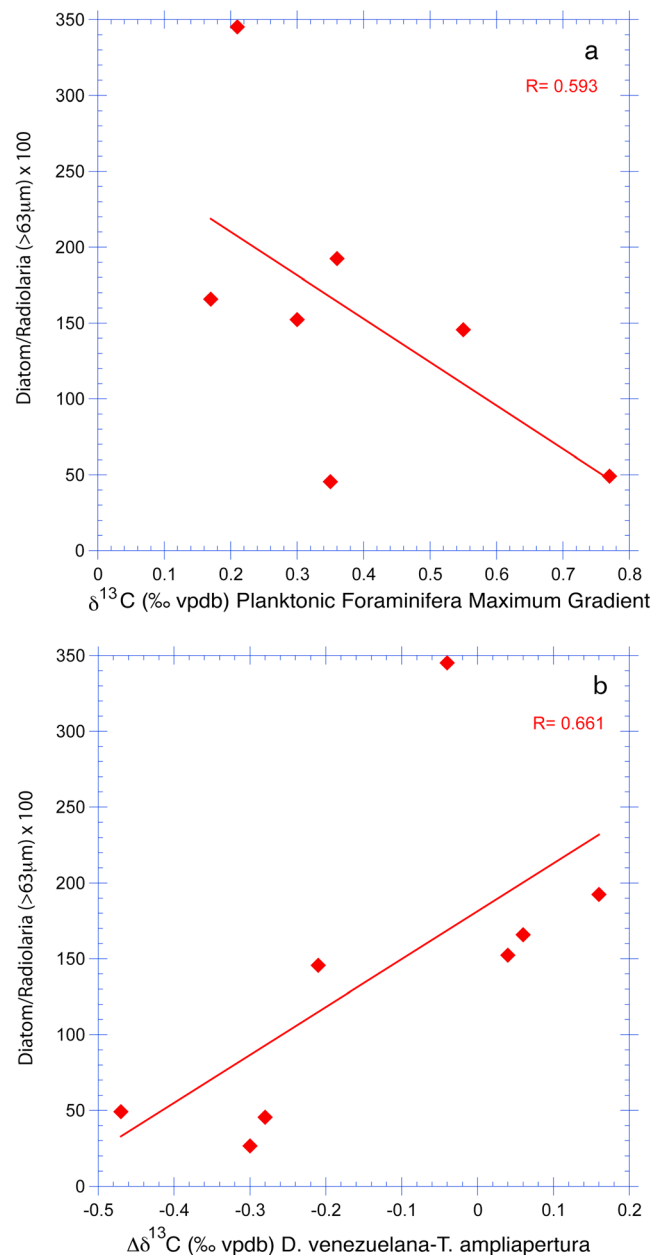 350
300
250
200
150
100
50
0
Diatom/Radiolaria (>63µm) x 100
a
R= 0.593
0 0.1 0.2 0.3 0.4 0.5 0.6 0.7 0.8
δ¹³C (‰ vpdb) Planktonic Foraminifera Maximum Gradient
350
300
250
200
150
100
50
0
Diatom/Radiolaria (>63µm) x 100
b
R= 0.661
-0.5 -0.4 -0.3 -0.2 -0.1 0 0.1 0.2
Δδ¹³C (‰ vpdb) D. venezuelana-T. ampliapertura